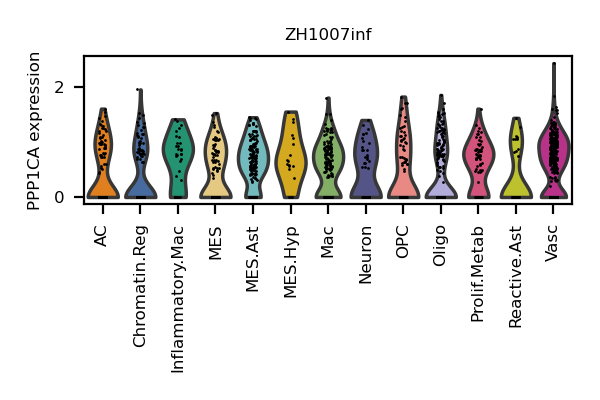 ZH1007inf
PPP1CA expression
2
0
AC
Chromatin.Reg
Inflammatory.Mac
MES
MES.Ast
MES.Hyp
Mac
Neuron
OPC
Oligo
Prolif.Metab
Reactive.Ast
Vasc